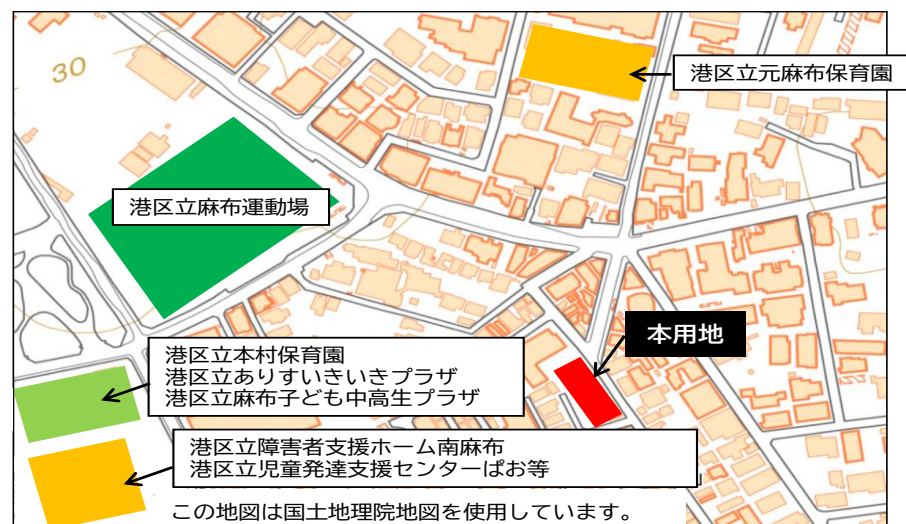 30
港区立元麻布保育園
港区立麻布運動場
本用地
港区立本村保育園
港区立ありすいきいきプラザ
港区立麻布子ども中高生プラザ
港区立障害者支援ホーム南麻布
港区立児童発達支援センターぱお等
この地図は国土地理院地図を使用しています。